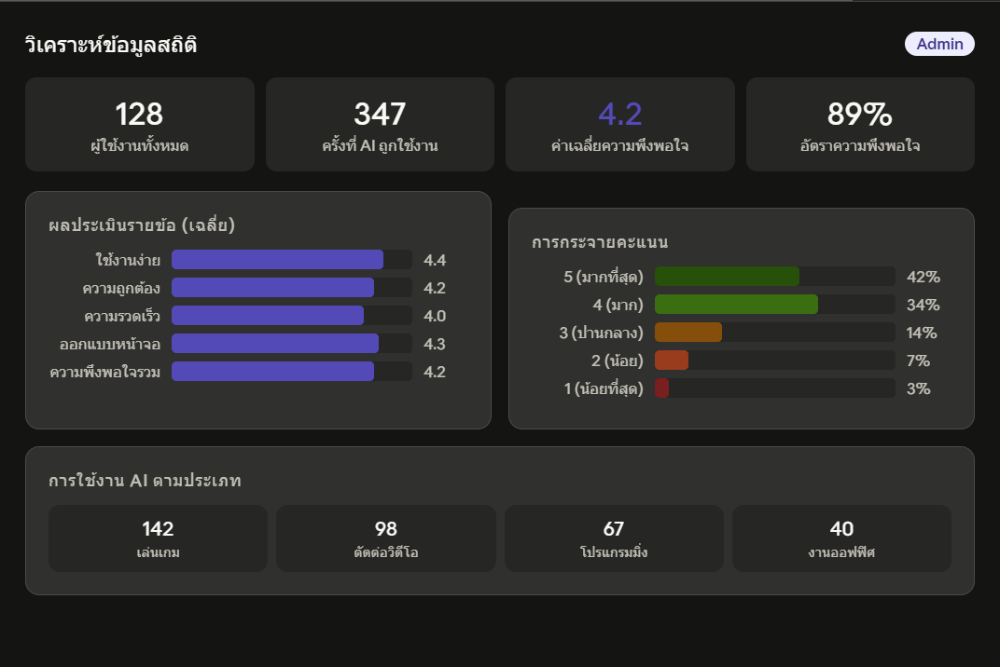 วิเคราะห์ข้อมูลสถิติ
Admin
128
ผู้ใช้งานทั้งหมด
347
ครั้งที่ AI ถูกใช้งาน
4.2
ค่าเฉลี่ยความพึงพอใจ
89%
อัตราความพึงพอใจ
ผลประเมินรายข้อ (เฉลี่ย)
ใช้งานง่าย 4.4
ความถูกต้อง 4.2
ความรวดเร็ว 4.0
ออกแบบหน้าจอ 4.3
ความพึงพอใจรวม 4.2
การกระจายคะแนน
5 (มากที่สุด) 42%
4 (มาก) 34%
3 (ปานกลาง) 14%
2 (น้อย) 7%
1 (น้อยที่สุด) 3%
การใช้งาน AI ตามประเภท
142
เล่นเกม
98
ตัดต่อวิดีโอ
67
โปรแกรมมิ่ง
40
งานออฟฟิศ